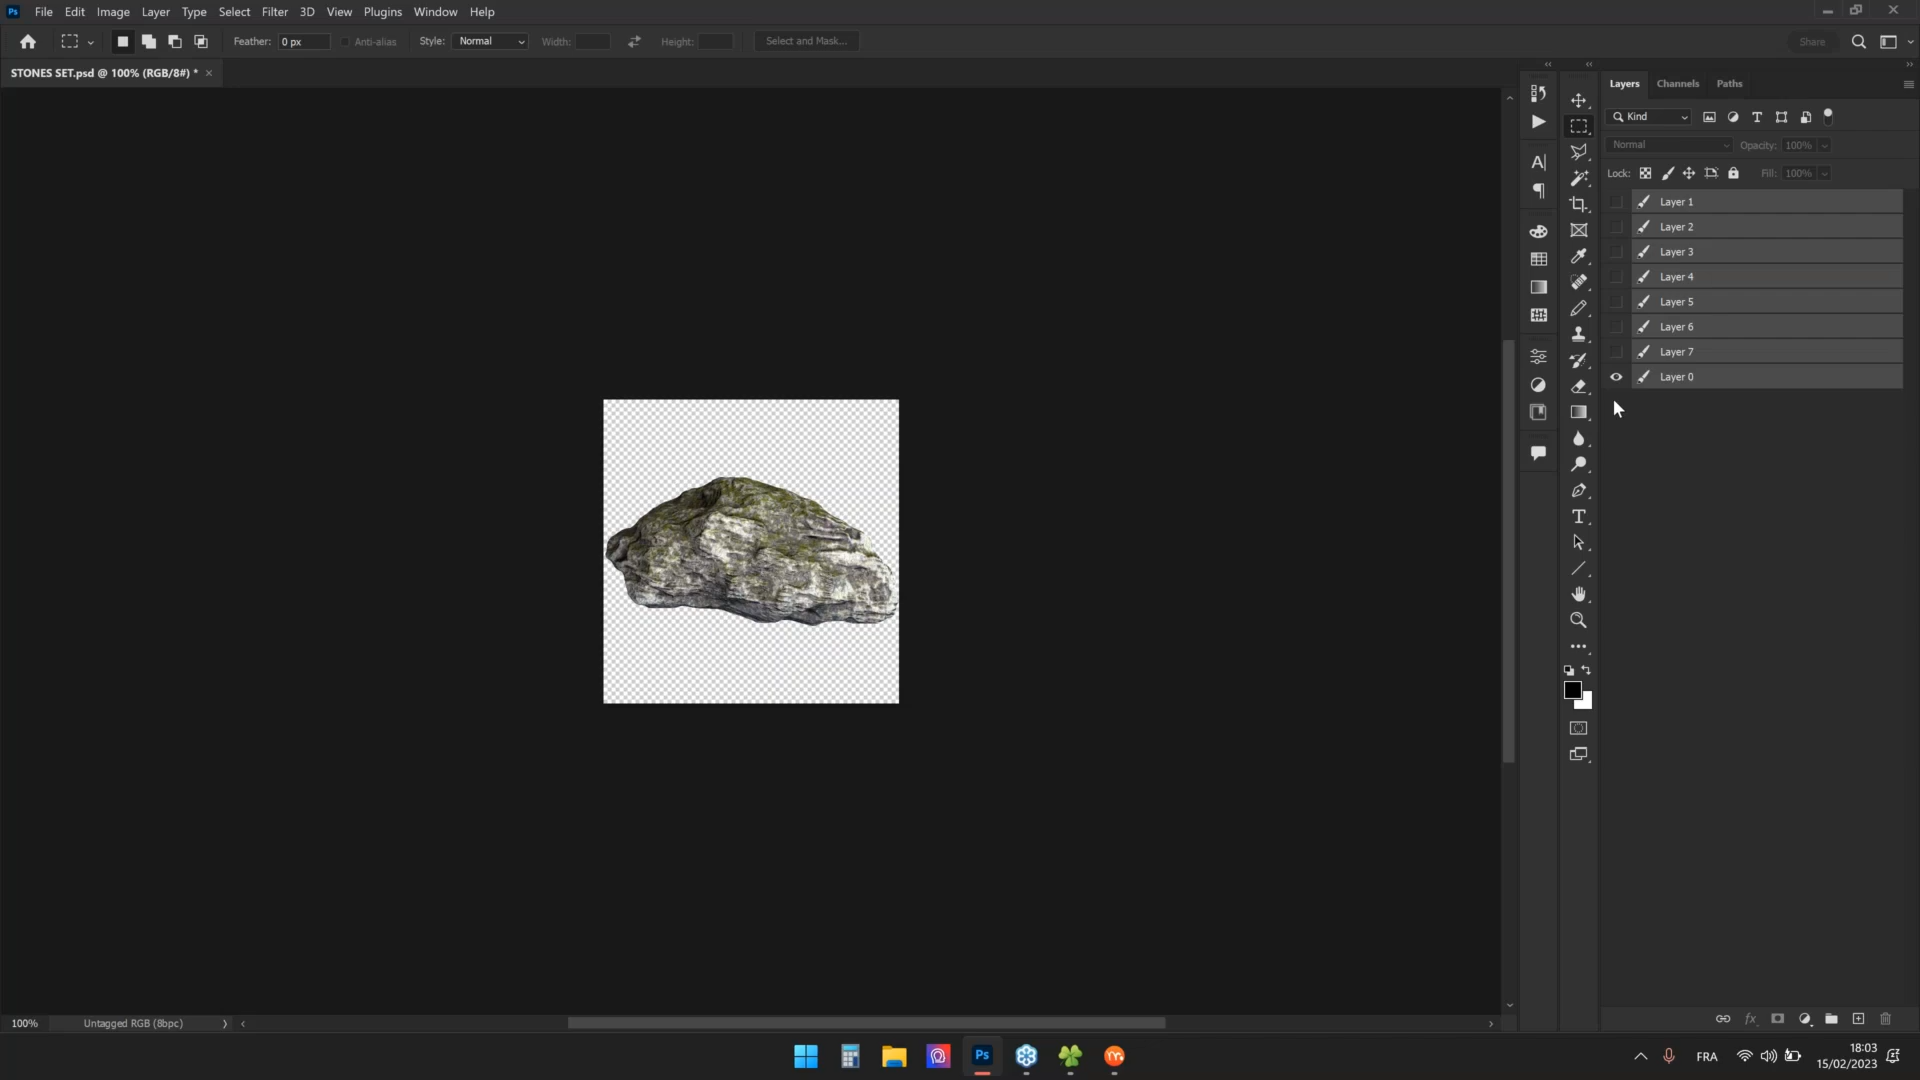 Ps File Edit Image Layer Type Select Filter 3D View Plugins Window Help
Feather: 0 px Anti-alias Style: Normal Width: Height: Select and Mask... Share
STONES SET.psd @ 100% (RGB/8#) * ×
Layers Channels Paths
Kind
Normal Opacity: 100%
Lock: Fill: 100%
Layer 1
Layer 2
Layer 3
Layer 4
Layer 5
Layer 6
Layer 7
Layer 0
100% Untagged RGB (8bpc)
Ps
FRA
18:03
15/02/2023